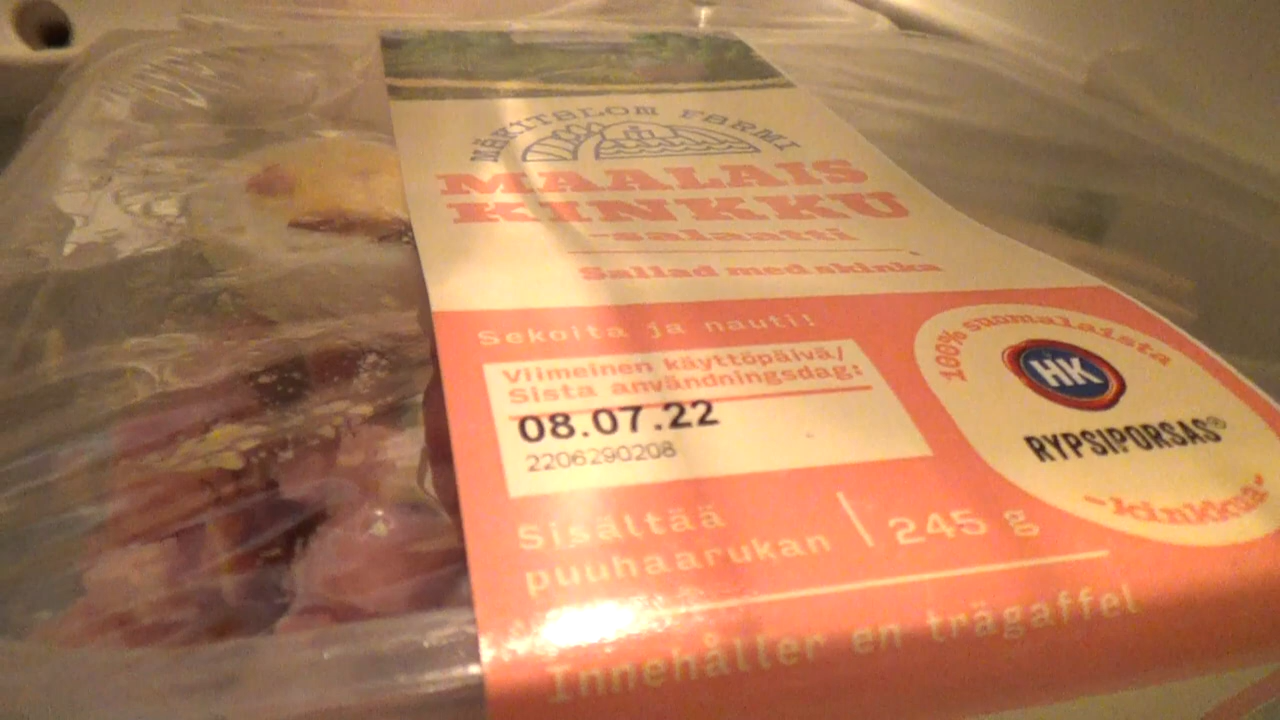 MÄKITBLOM FARMI
MAALAIS
KINKKU
-salaatti
Sallad med skinka
Sekoita ja nauti!
Viimeinen käyttöpäivä/
Sista användningsdag:
08.07.22
2206290208
100% suomalaista
HK
RYPSIPORSAS®
-kinkkua-
Sisältää
puuhaarukan
245 g
Innehåller en trägaffel